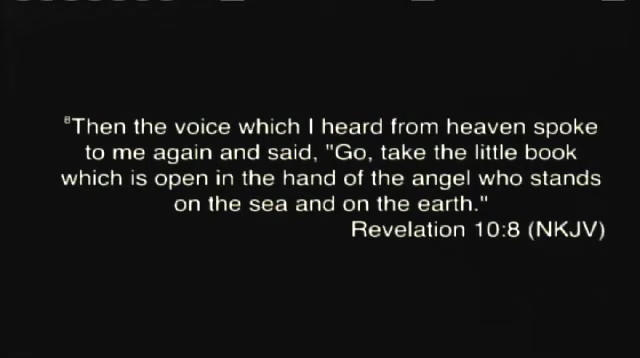 ⁸Then the voice which I heard from heaven spoke
to me again and said, "Go, take the little book
which is open in the hand of the angel who stands
on the sea and on the earth."
Revelation 10:8 (NKJV)